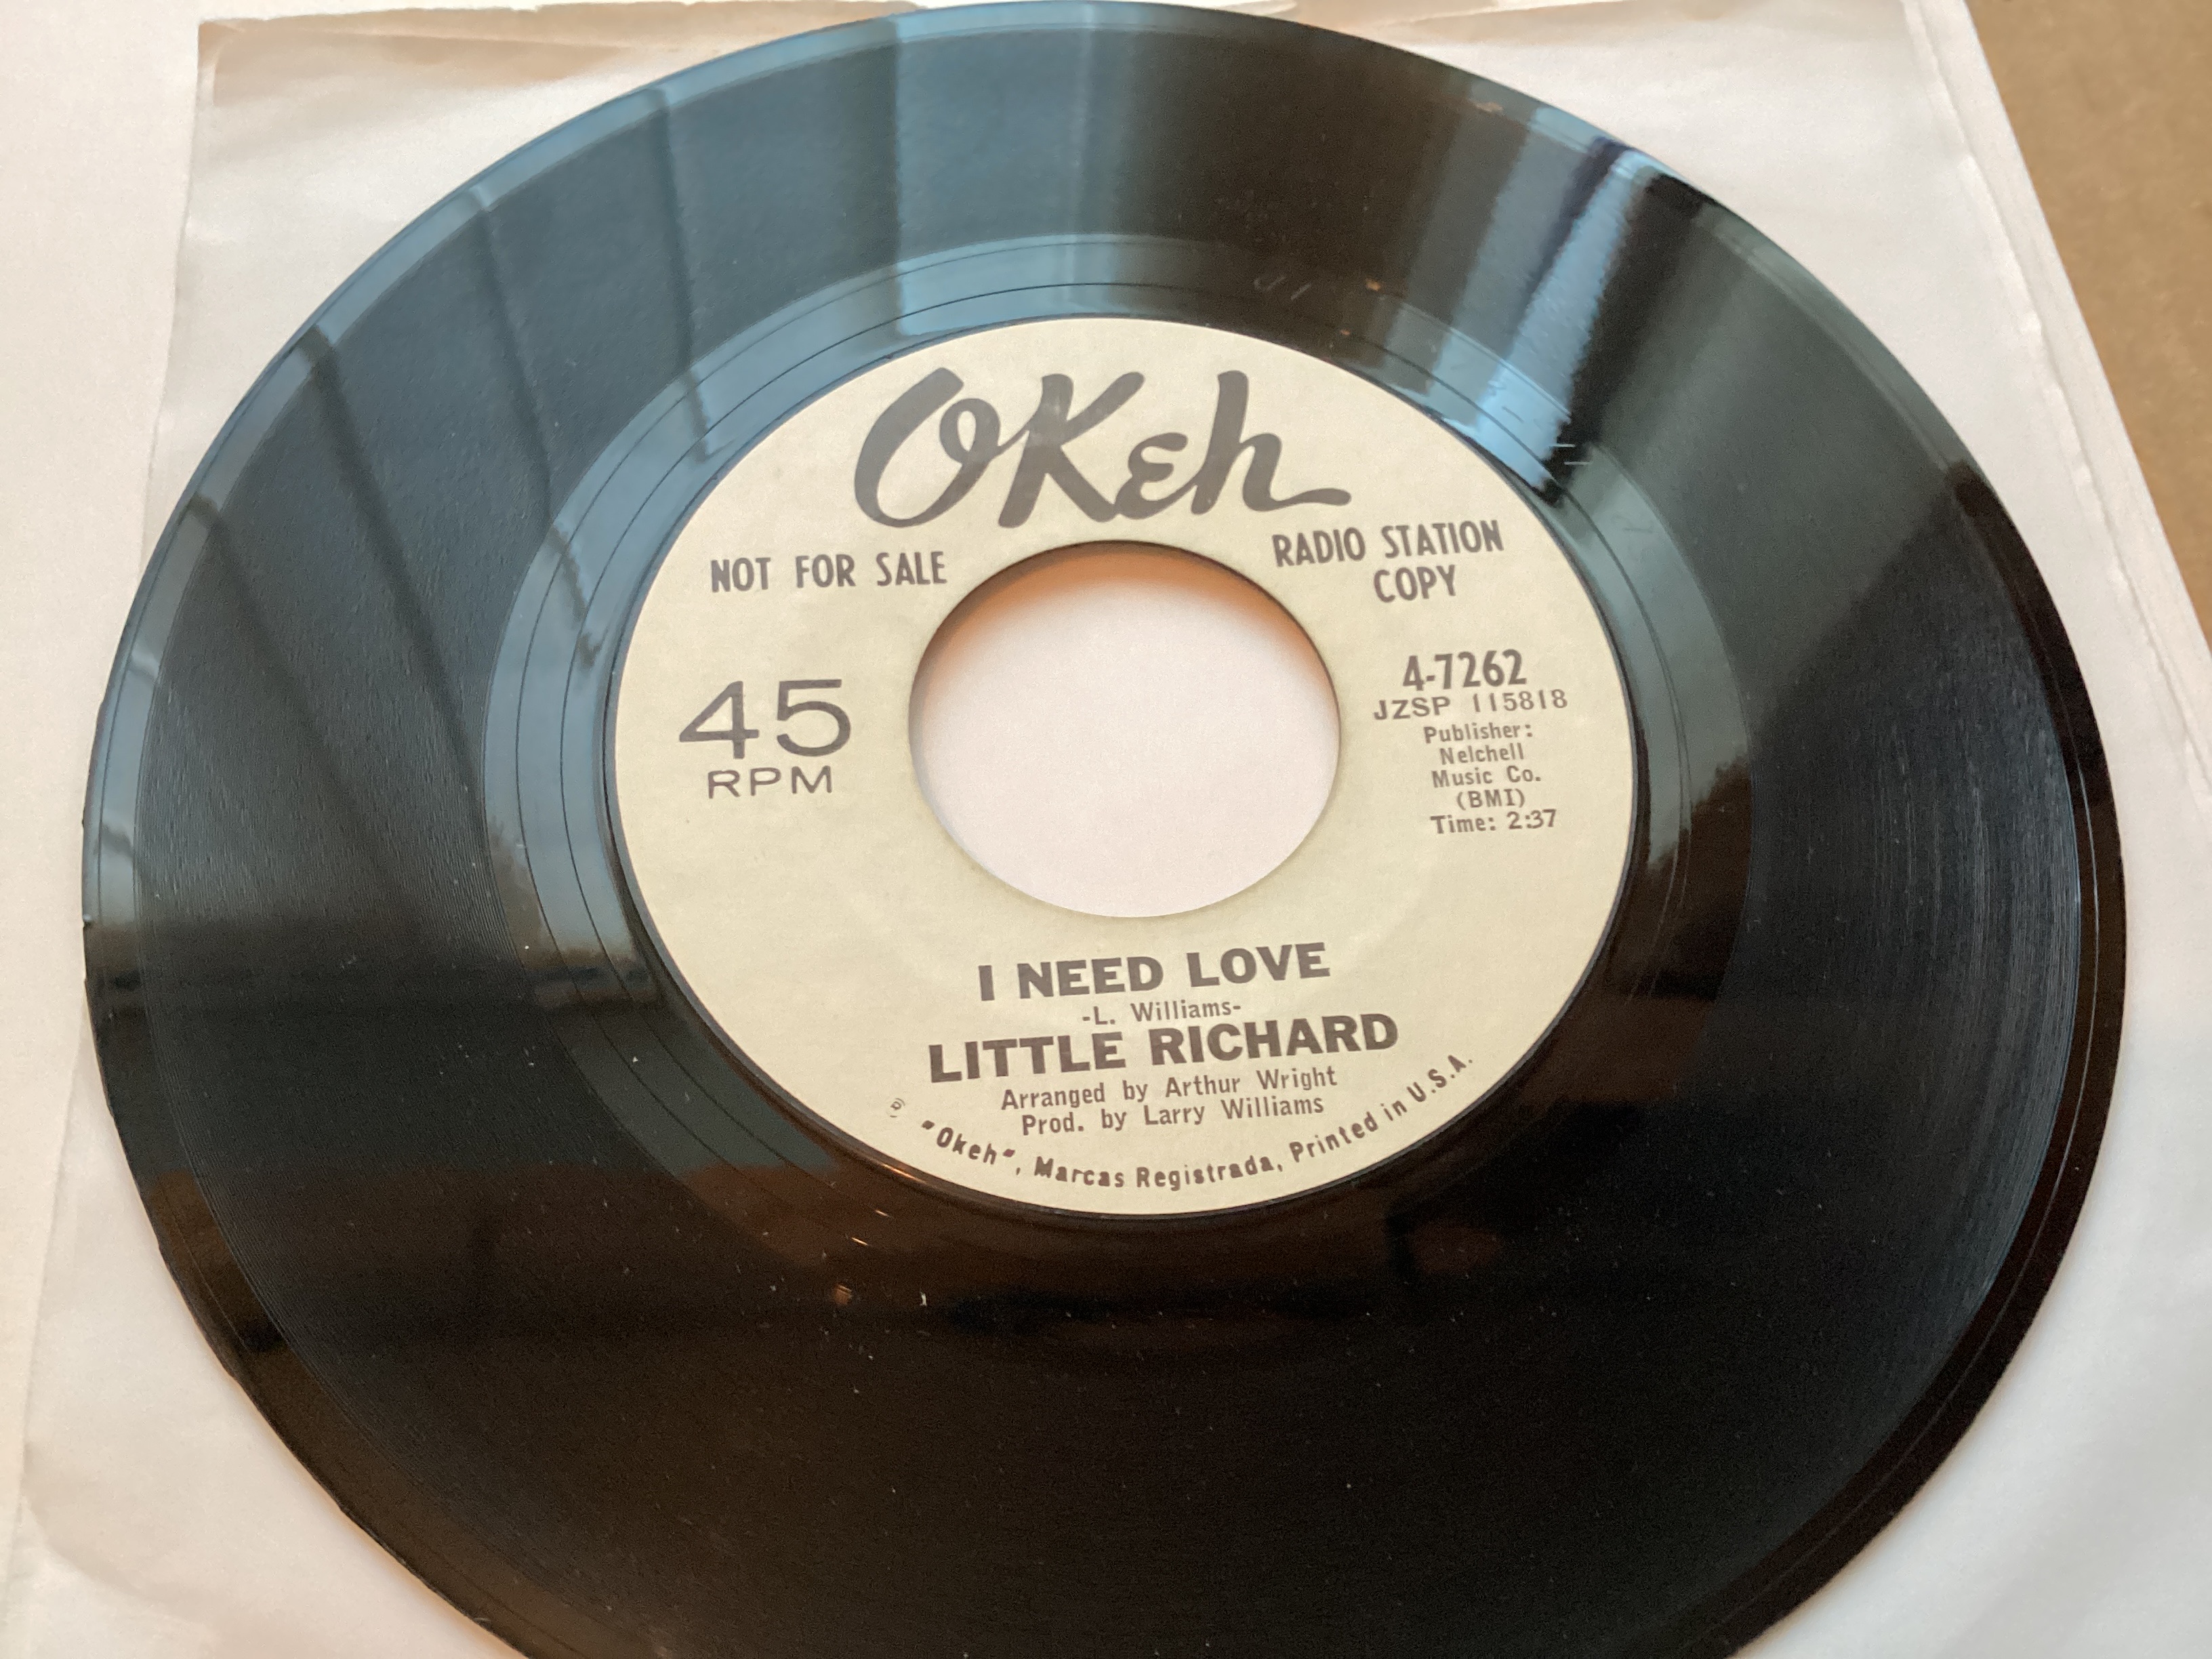 OKeh
NOT FOR SALE
RADIO STATION
COPY
45
RPM
4-7262
JZSP 115818
Publisher:
Nelchell
Music Co.
(BMI)
Time: 2:37
I NEED LOVE
-L. Williams-
LITTLE RICHARD
Arranged by Arthur Wright
Prod. by Larry Williams
℗ "Okeh", Marcas Registrada, Printed in U.S.A.